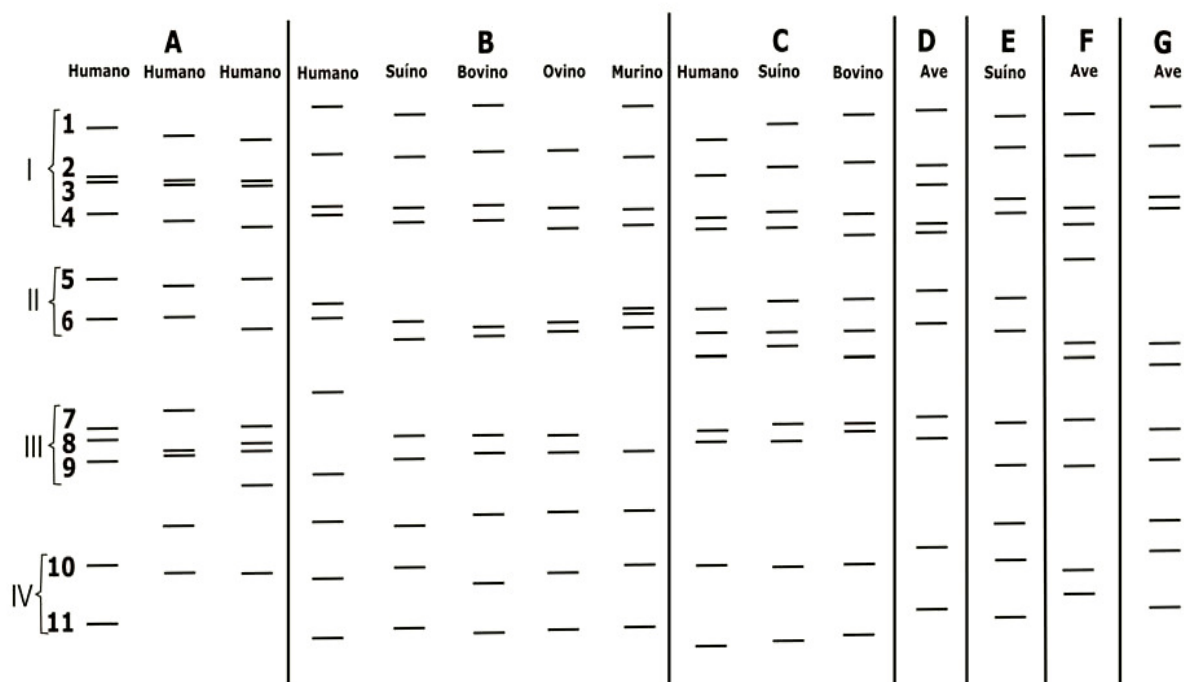 A B C D E F G
Humano Humano Humano Humano Suíno Bovino Ovino Murino Humano Suíno Bovino Ave Suíno Ave Ave
1
I 2
3
4
5
II 6
7
III 8
9
10
IV
11